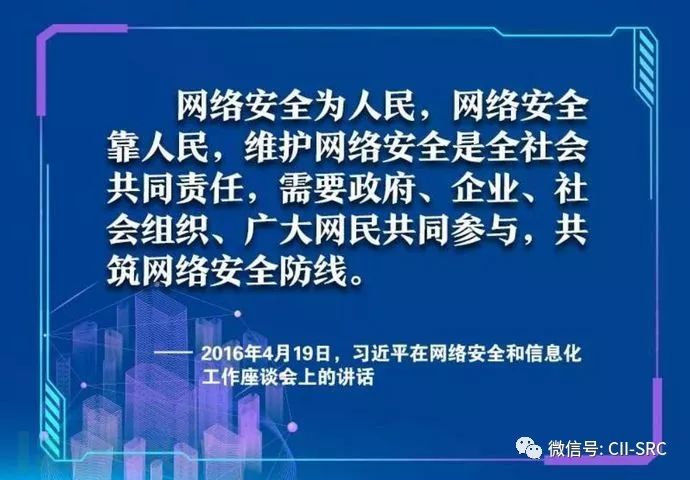 网络安全为人民，网络安全
靠人民，维护网络安全是全社会
共同责任，需要政府、企业、社
会组织、广大网民共同参与，共
筑网络安全防线。
—— 2016年4月19日，习近平在网络安全和信息化
工作座谈会上的讲话
微信号: CII-SRC